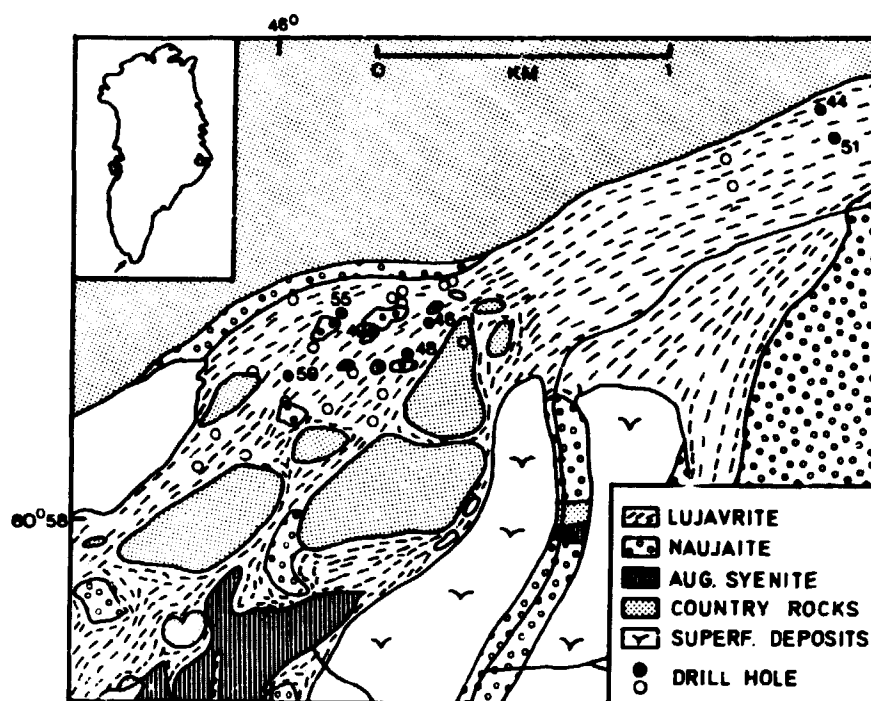 46°
0 1
KM
44
51
55
46
48
59
60°58
LUJAVRITE
NAUJAITE
AUG. SYENITE
COUNTRY ROCKS
SUPERF. DEPOSITS
DRILL HOLE